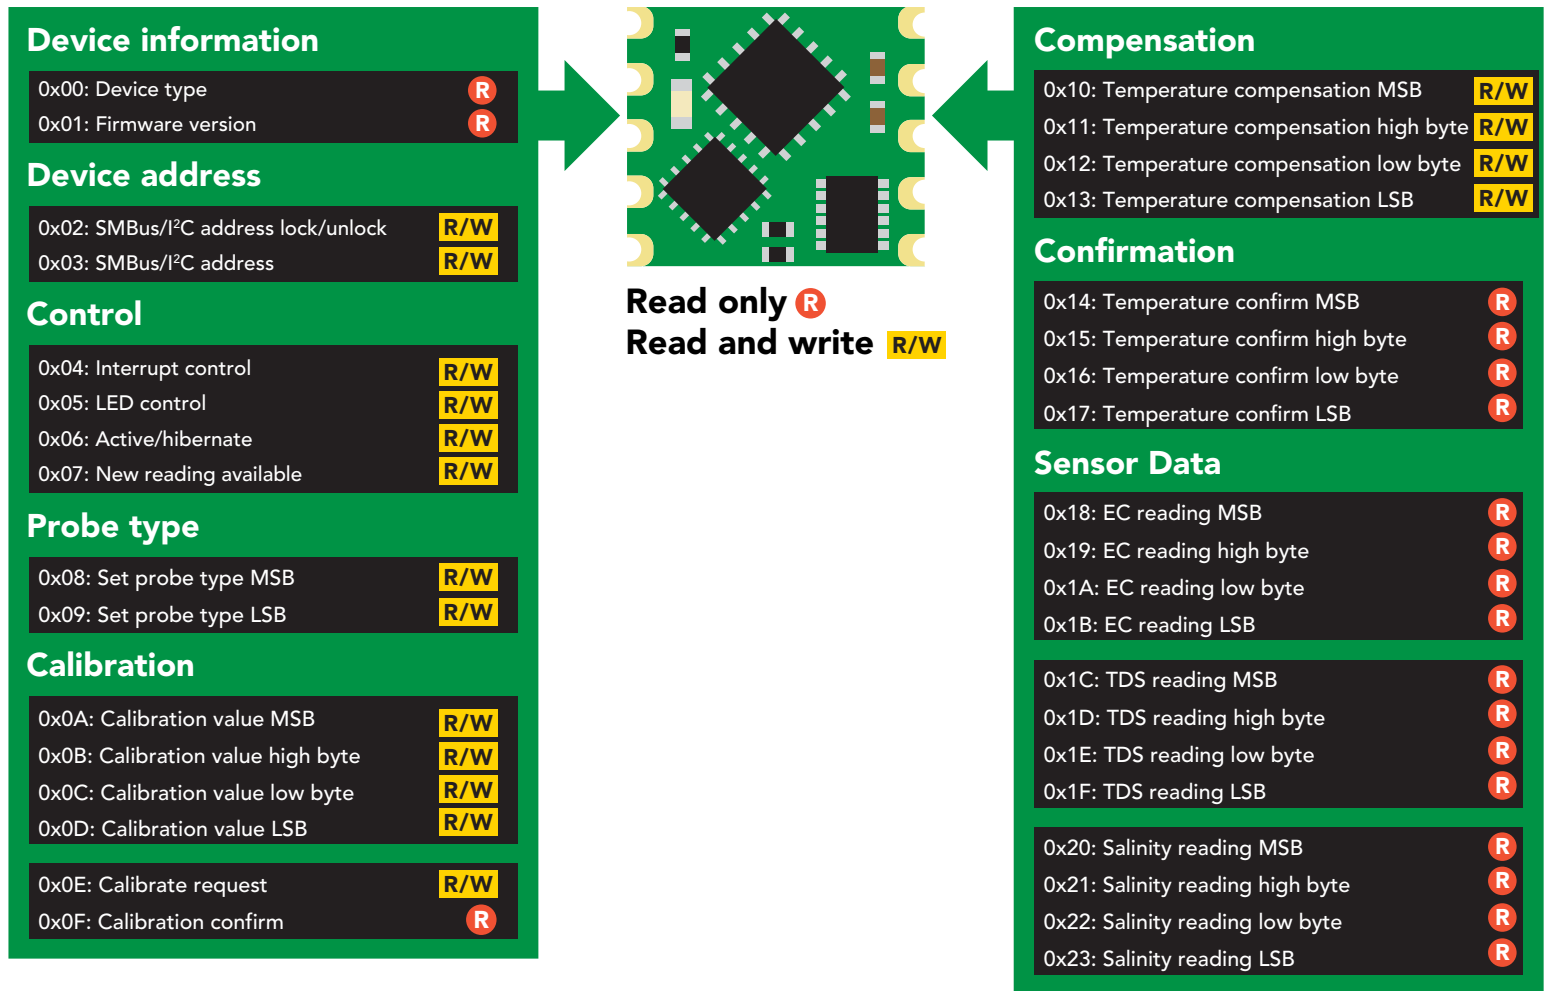 Device information
0x00: Device type R
0x01: Firmware version R
Device address
0x02: SMBus/I²C address lock/unlock R/W
0x03: SMBus/I²C address R/W
Control
0x04: Interrupt control R/W
0x05: LED control R/W
0x06: Active/hibernate R/W
0x07: New reading available R/W
Probe type
0x08: Set probe type MSB R/W
0x09: Set probe type LSB R/W
Calibration
0x0A: Calibration value MSB R/W
0x0B: Calibration value high byte R/W
0x0C: Calibration value low byte R/W
0x0D: Calibration value LSB R/W
0x0E: Calibrate request R/W
0x0F: Calibration confirm R
Read only R
Read and write R/W
Compensation
0x10: Temperature compensation MSB R/W
0x11: Temperature compensation high byte R/W
0x12: Temperature compensation low byte R/W
0x13: Temperature compensation LSB R/W
Confirmation
0x14: Temperature confirm MSB R
0x15: Temperature confirm high byte R
0x16: Temperature confirm low byte R
0x17: Temperature confirm LSB R
Sensor Data
0x18: EC reading MSB R
0x19: EC reading high byte R
0x1A: EC reading low byte R
0x1B: EC reading LSB R
0x1C: TDS reading MSB R
0x1D: TDS reading high byte R
0x1E: TDS reading low byte R
0x1F: TDS reading LSB R
0x20: Salinity reading MSB R
0x21: Salinity reading high byte R
0x22: Salinity reading low byte R
0x23: Salinity reading LSB R